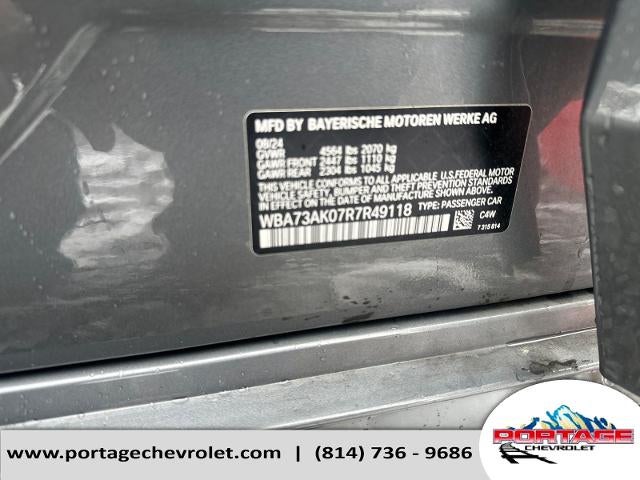 MFD BY BAYERISCHE MOTOREN WERKE AG
08/24
GVWR 4564 lbs 2070 kg
GAWR FRONT 2447 lbs 1110 kg
GAWR REAR 2304 lbs 1045 kg
THIS VEHICLE CONFORMS TO ALL APPLICABLE U.S.FEDERAL MOTOR
VEHICLE SAFETY, BUMPER, AND THEFT PREVENTION STANDARDS
IN EFFECT ON THE DATE OF MANUFACTURE SHOWN ABOVE.
WBA73AK07R7R49118 TYPE: PASSENGER CAR
C4W
7 315 814
www.portagechevrolet.com | (814) 736 - 9686
PORTAGE
CHEVROLET